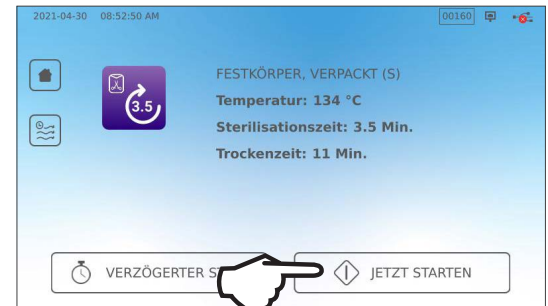 2021-04-30 08:52:50 AM 00160
3.5
FESTKÖRPER, VERPACKT (S)
Temperatur: 134 °C
Sterilisationszeit: 3.5 Min.
Trockenzeit: 11 Min.
VERZÖGERTER JETZT STARTEN